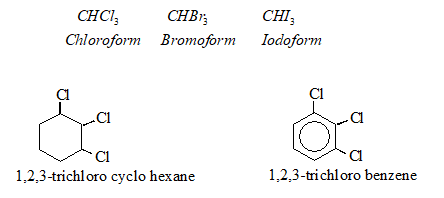 CHCl₃ CHBr₃ CHI₃
Chloroform Bromoform Iodoform
Cl Cl
Cl Cl
Cl Cl
1,2,3-trichloro cyclo hexane 1,2,3-trichloro benzene